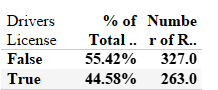 Drivers % of Numbe
License Total .. r of R..
False 55.42% 327.0
True 44.58% 263.0